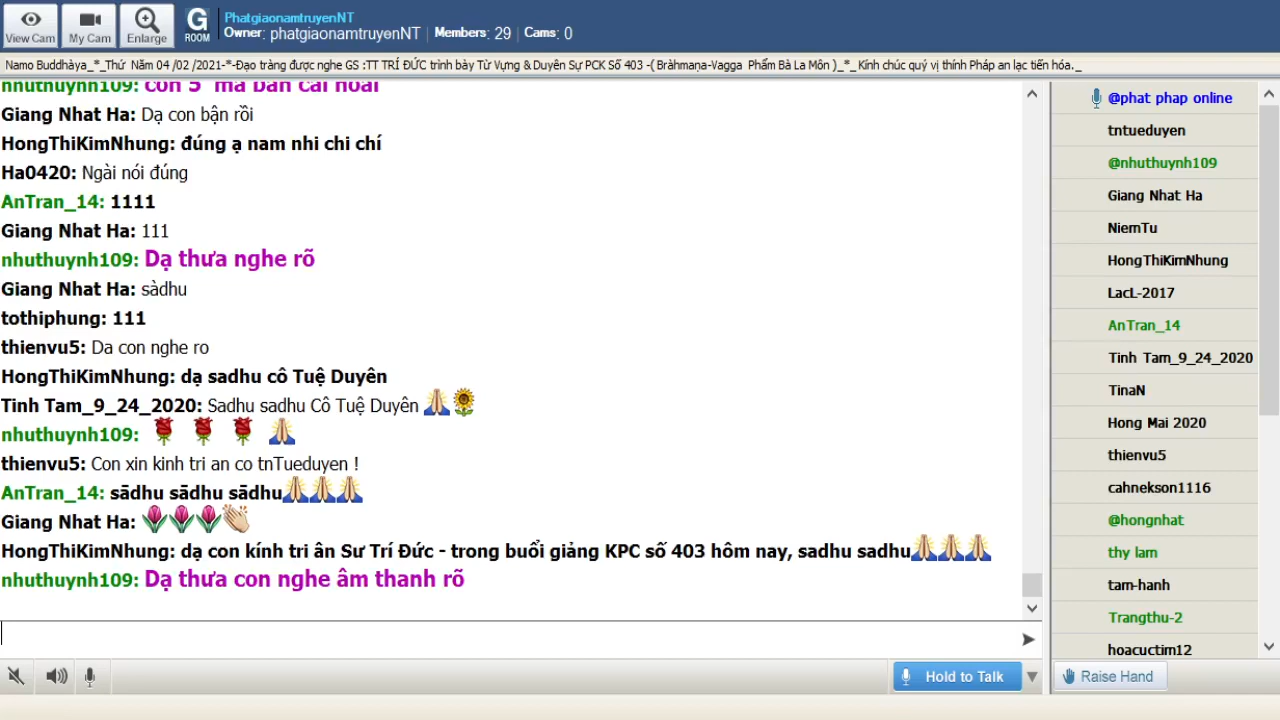 View Cam
My Cam
Enlarge
G
ROOM
PhatgiaonamtruyenNT
Owner: phatgiaonamtruyenNT | Members: 29 | Cams: 0
Namo Buddhàya_*_Thứ Năm 04 /02 /2021-*-Đạo tràng được nghe GS :TT TRÍ ĐỨC trình bày Từ Vựng & Duyên Sự PCK Số 403 -( Bràhmaṇa-Vagga Phẩm Bà La Môn )_*_ Kính chúc quý vị thính Pháp an lạc tiến hóa._
nhuthuynh109: con 5 ma ban cai hoai
Giang Nhat Ha: Dạ con bận rồi
HongThiKimNhung: đúng ạ nam nhi chi chí
Ha0420: Ngài nói đúng
AnTran_14: 1111
Giang Nhat Ha: 111
nhuthuynh109: Dạ thưa nghe rõ
Giang Nhat Ha: sàdhu
tothiphung: 111
thienvu5: Da con nghe ro
HongThiKimNhung: dạ sadhu cô Tuệ Duyên
Tinh Tam_9_24_2020: Sadhu sadhu Cô Tuệ Duyên 🙏🌻
nhuthuynh109: 🌹 🌹 🌹 🙏
thienvu5: Con xin kinh tri an co tnTueduyen !
AnTran_14: sādhu sādhu sādhu🙏🙏🙏
Giang Nhat Ha: 🌷🌷🌷👏
HongThiKimNhung: dạ con kính tri ân Sư Trí Đức - trong buổi giảng KPC số 403 hôm nay, sadhu sadhu🙏🙏🙏
nhuthuynh109: Dạ thưa con nghe âm thanh rõ
Hold to Talk
@phat phap online
tntueduyen
@nhuthuynh109
Giang Nhat Ha
NiemTu
HongThiKimNhung
LacL-2017
AnTran_14
Tinh Tam_9_24_2020
TinaN
Hong Mai 2020
thienvu5
cahnekson1116
@hongnhat
thy lam
tam-hanh
Trangthu-2
hoacuctim12
Raise Hand